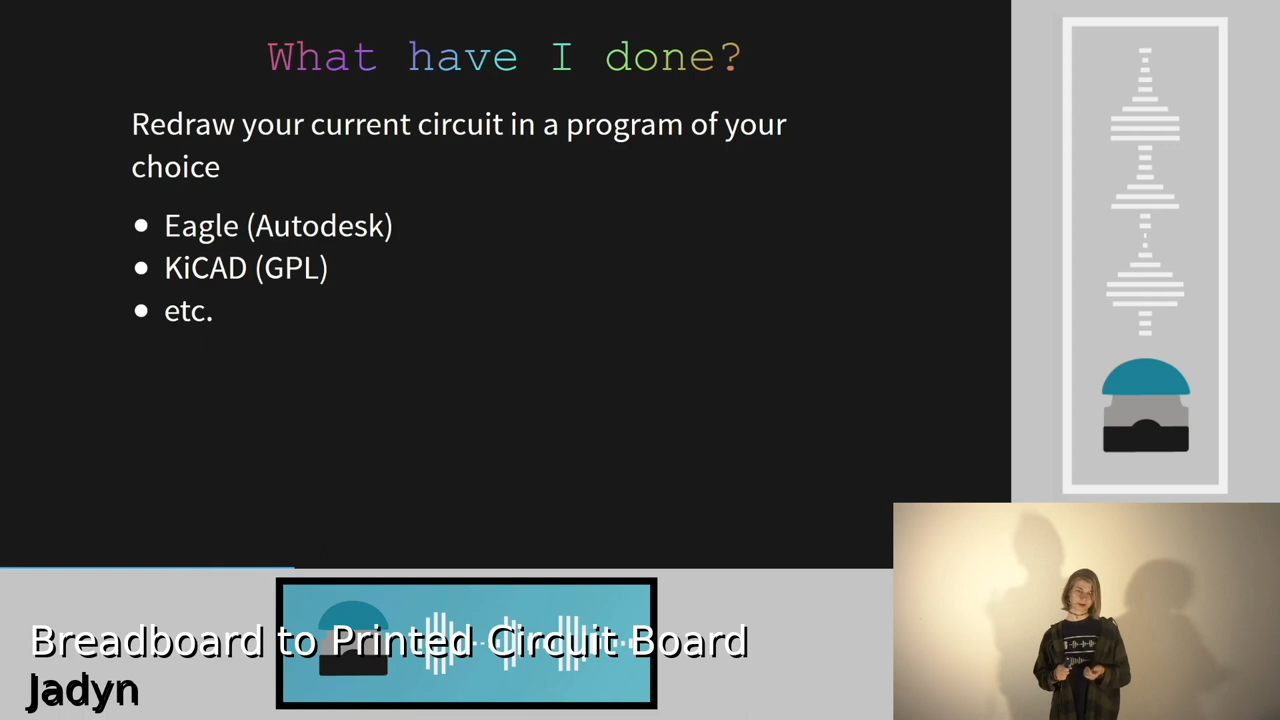 What have I done?
Redraw your current circuit in a program of your
choice
• Eagle (Autodesk)
• KiCAD (GPL)
• etc.
Breadboard to Printed Circuit Board
Jadyn